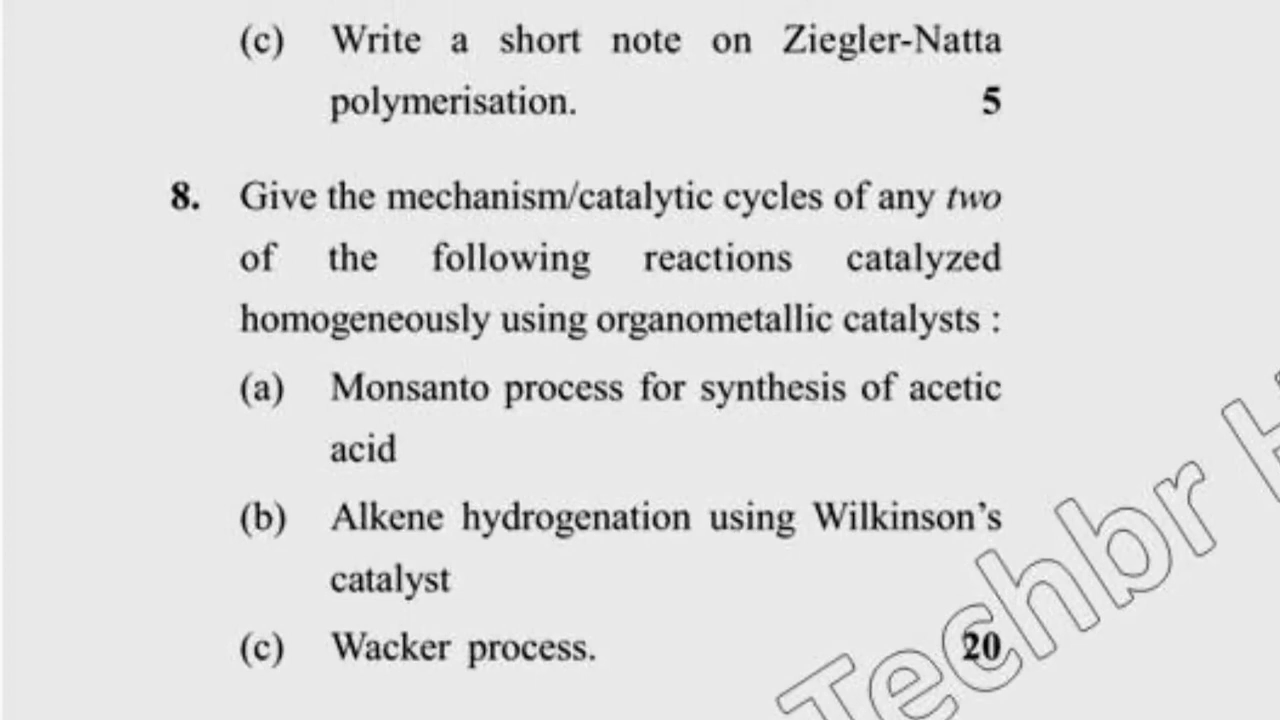 (c) Write a short note on Ziegler-Natta
polymerisation. 5
8. Give the mechanism/catalytic cycles of any two
of the following reactions catalyzed
homogeneously using organometallic catalysts :
(a) Monsanto process for synthesis of acetic
acid
(b) Alkene hydrogenation using Wilkinson’s
catalyst
(c) Wacker process. 20
Techbr H